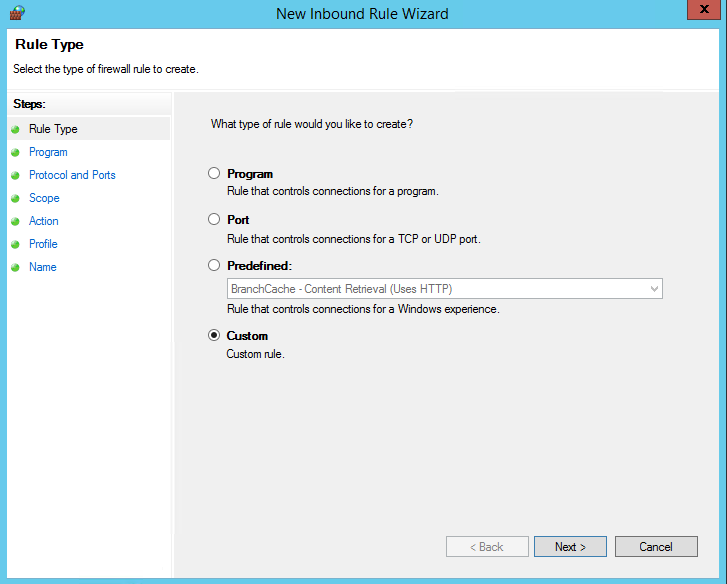 New Inbound Rule Wizard
x
Rule Type
Select the type of firewall rule to create.
Steps:
Rule Type
Program
Protocol and Ports
Scope
Action
Profile
Name
What type of rule would you like to create?
Program
Rule that controls connections for a program.
Port
Rule that controls connections for a TCP or UDP port.
Predefined:
BranchCache - Content Retrieval (Uses HTTP)
Rule that controls connections for a Windows experience.
Custom
Custom rule.
< Back
Next >
Cancel